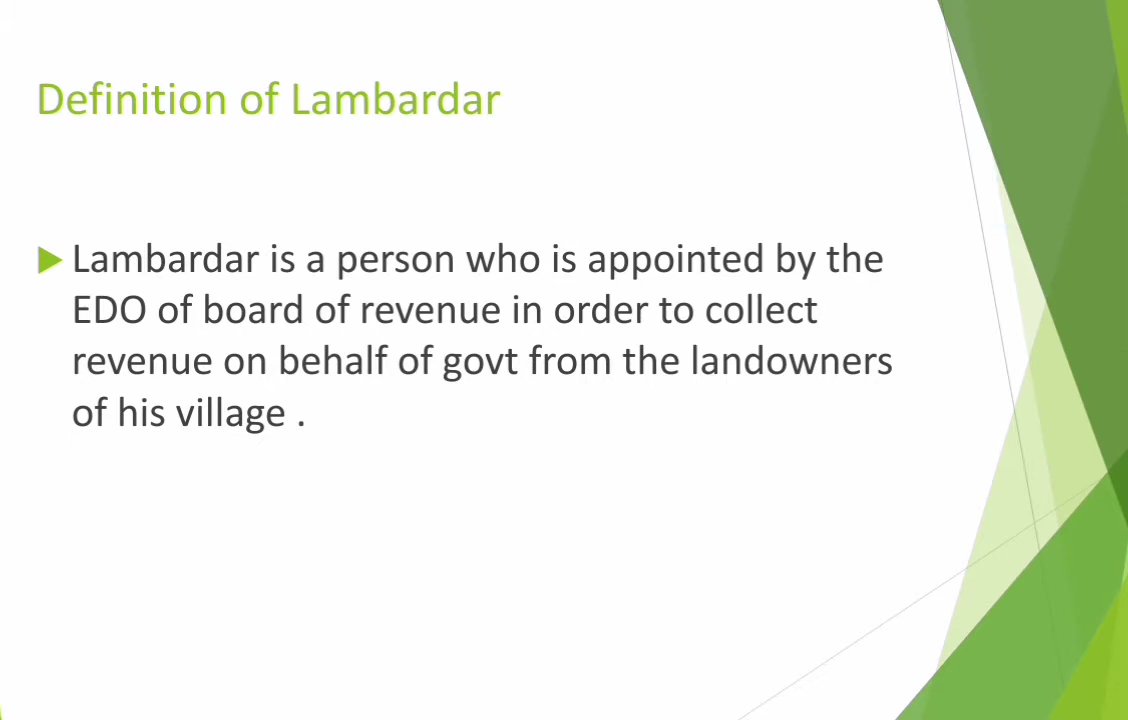 Definition of Lambardar
Lambardar is a person who is appointed by the
EDO of board of revenue in order to collect
revenue on behalf of govt from the landowners
of his village .